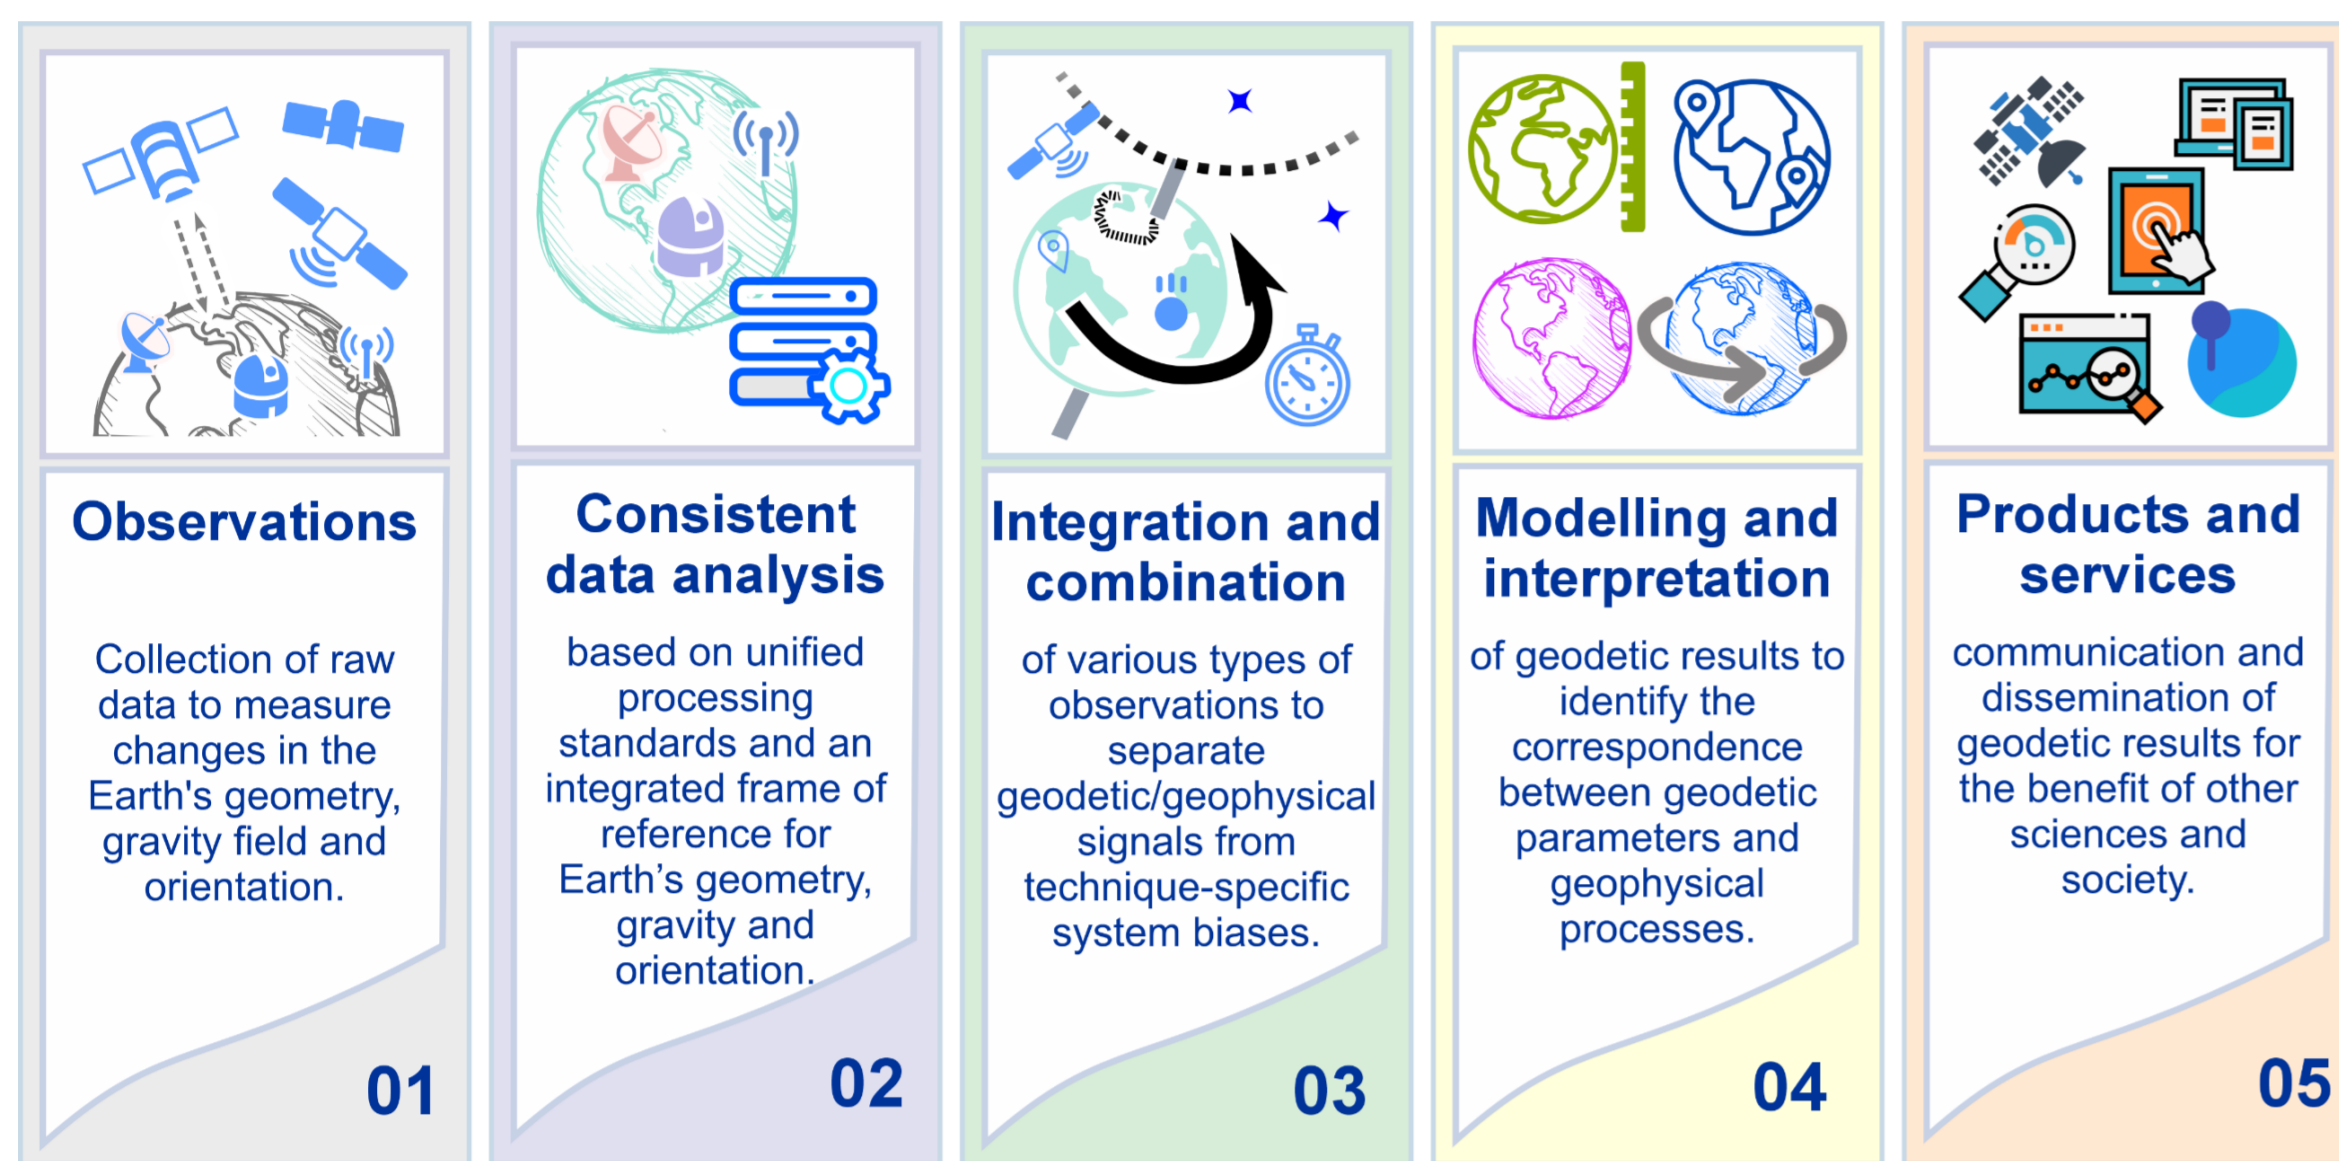 Observations
Collection of raw
data to measure
changes in the
Earth's geometry,
gravity field and
orientation.
01
Consistent
data analysis
based on unified
processing
standards and an
integrated frame of
reference for
Earth’s geometry,
gravity and
orientation.
02
Integration and
combination
of various types of
observations to
separate
geodetic/geophysical
signals from
technique-specific
system biases.
03
Modelling and
interpretation
of geodetic results to
identify the
correspondence
between geodetic
parameters and
geophysical
processes.
04
Products and
services
communication and
dissemination of
geodetic results for
the benefit of other
sciences and
society.
05